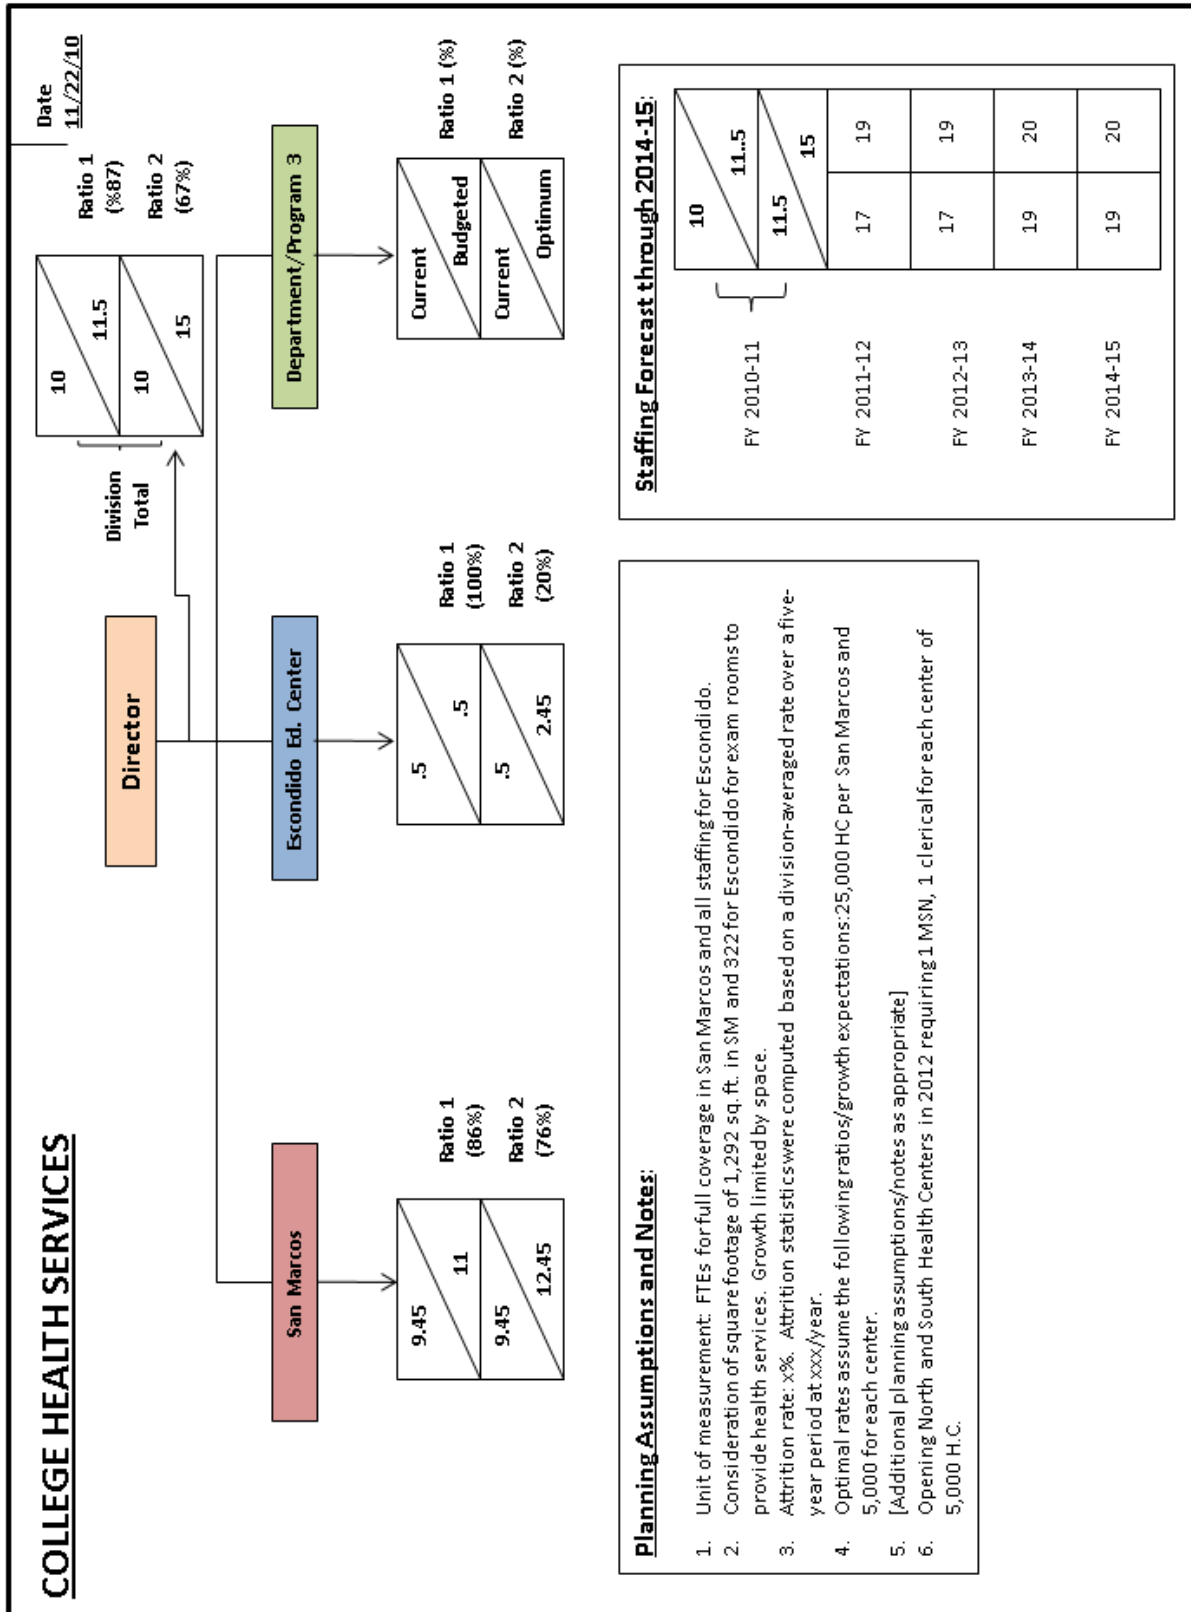 COLLEGE HEALTH SERVICES
Date
11/22/10
Director
Division
Total
10
11.5
10
15
Ratio 1
(%87)
Ratio 2
(67%)
San Marcos
Escondido Ed. Center
Department/Program 3
9.45
11
9.45
12.45
Ratio 1
(86%)
Ratio 2
(76%)
.5
.5
.5
2.45
Ratio 1
(100%)
Ratio 2
(20%)
Current
Budgeted
Current
Optimum
Ratio 1 (%)
Ratio 2 (%)
Planning Assumptions and Notes:
1. Unit of measurement: FTEs for full coverage in San Marcos and all staffing for Escondido.
2. Consideration of square footage of 1,292 sq. ft. in SM and 322 for Escondido for exam rooms to
provide health services. Growth limited by space.
3. Attrition rate: x%. Attrition statistics were computed based on a division-averaged rate over a five-
year period at xxx/year.
4. Optimal rates assume the following ratios/growth expectations:25,000 HC per San Marcos and
5,000 for each center.
5. [Additional planning assumptions/notes as appropriate]
6. Opening North and South Health Centers in 2012 requiring 1 MSN, 1 clerical for each center of
5,000 H.C.
Staffing Forecast through 2014-15:
FY 2010-11
10
11..5
11.5
15
FY 2011-12 17 19
FY 2012-13 17 19
FY 2013-14 19 20
FY 2014-15 19 20